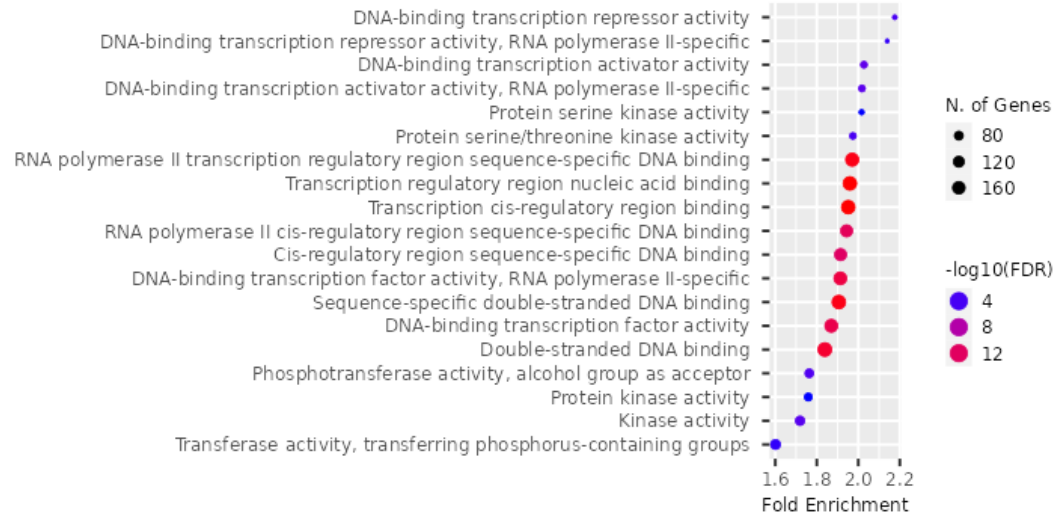 DNA-binding transcription repressor activity
DNA-binding transcription repressor activity, RNA polymerase II-specific
DNA-binding transcription activator activity
DNA-binding transcription activator activity, RNA polymerase II-specific
Protein serine kinase activity
Protein serine/threonine kinase activity
RNA polymerase II transcription regulatory region sequence-specific DNA binding
Transcription regulatory region nucleic acid binding
Transcription cis-regulatory region binding
RNA polymerase II cis-regulatory region sequence-specific DNA binding
Cis-regulatory region sequence-specific DNA binding
DNA-binding transcription factor activity, RNA polymerase II-specific
Sequence-specific double-stranded DNA binding
DNA-binding transcription factor activity
Double-stranded DNA binding
Phosphotransferase activity, alcohol group as acceptor
Protein kinase activity
Kinase activity
Transferase activity, transferring phosphorus-containing groups
1.6 1.8 2.0 2.2
Fold Enrichment
N. of Genes
80
120
160
-log10(FDR)
4
8
12